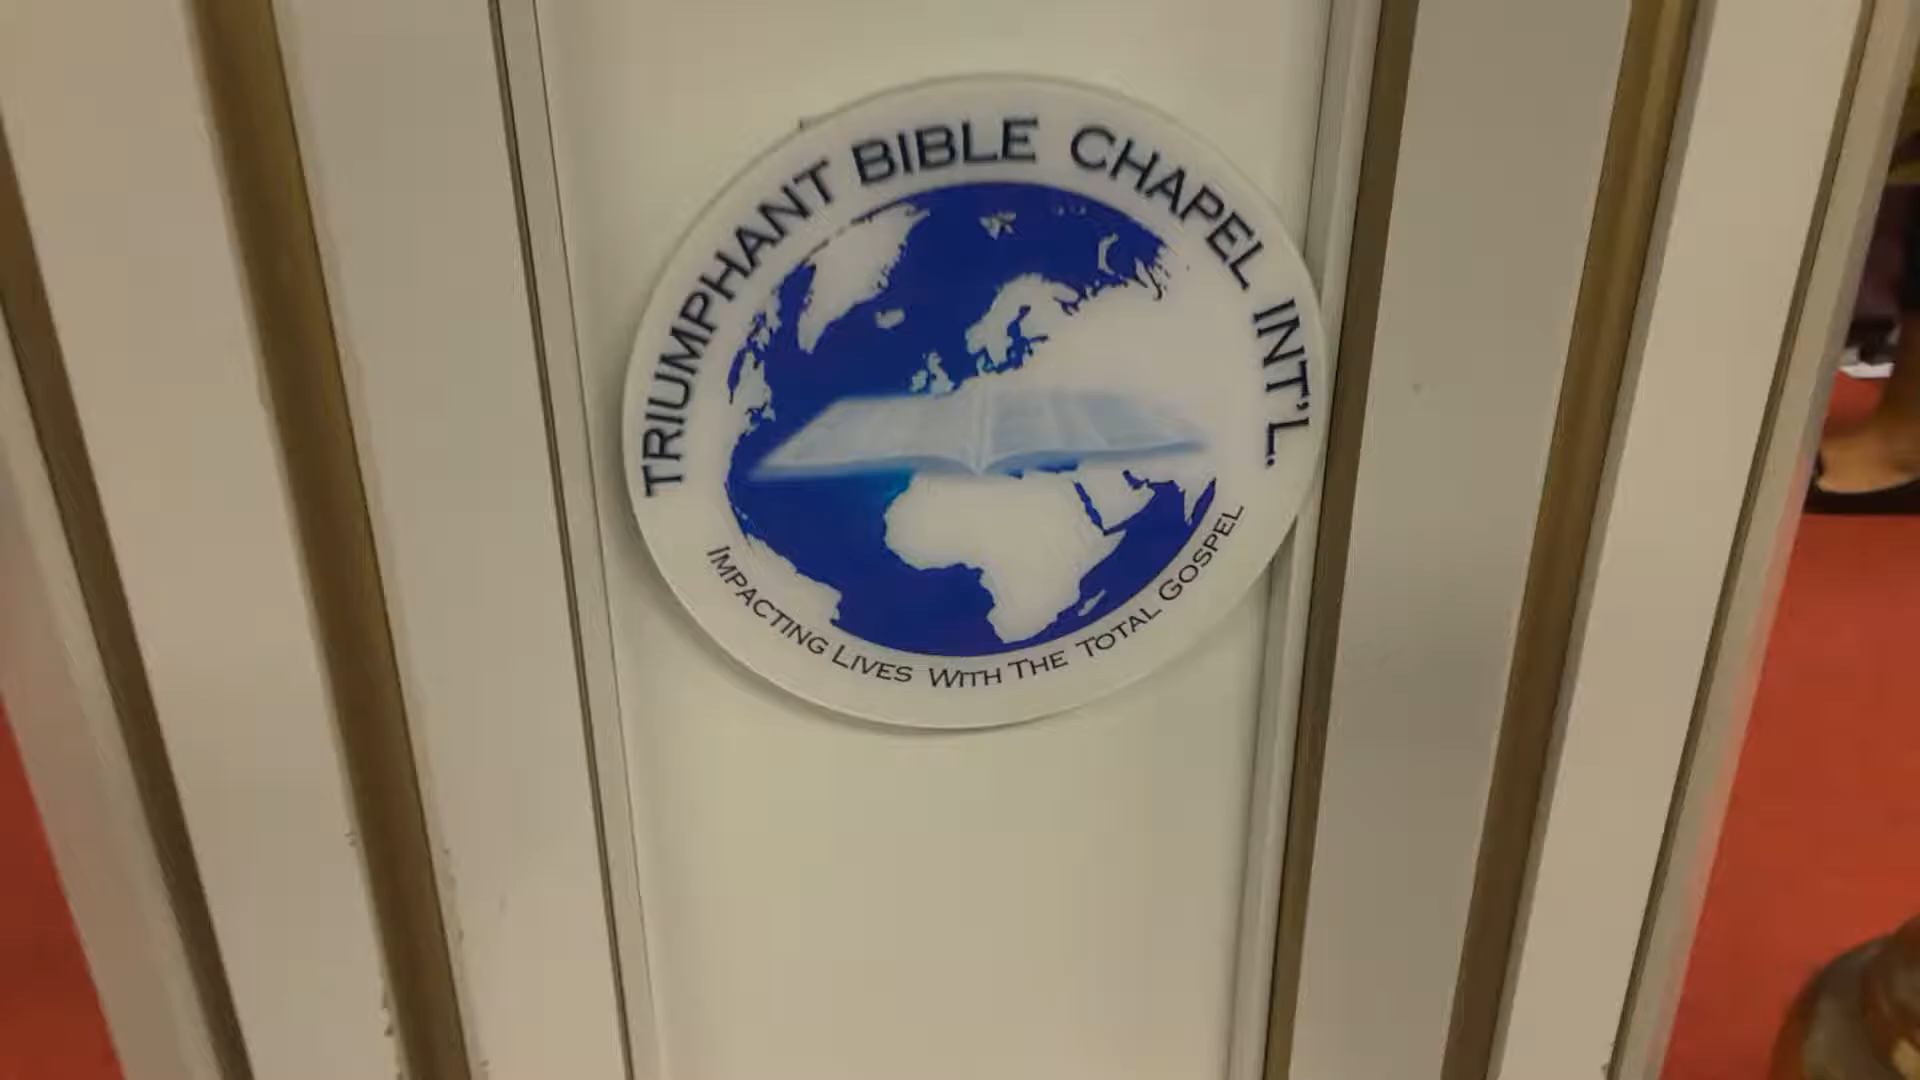 TRIUMPHANT BIBLE CHAPEL INT'L.
IMPACTING LIVES WITH THE TOTAL GOSPEL